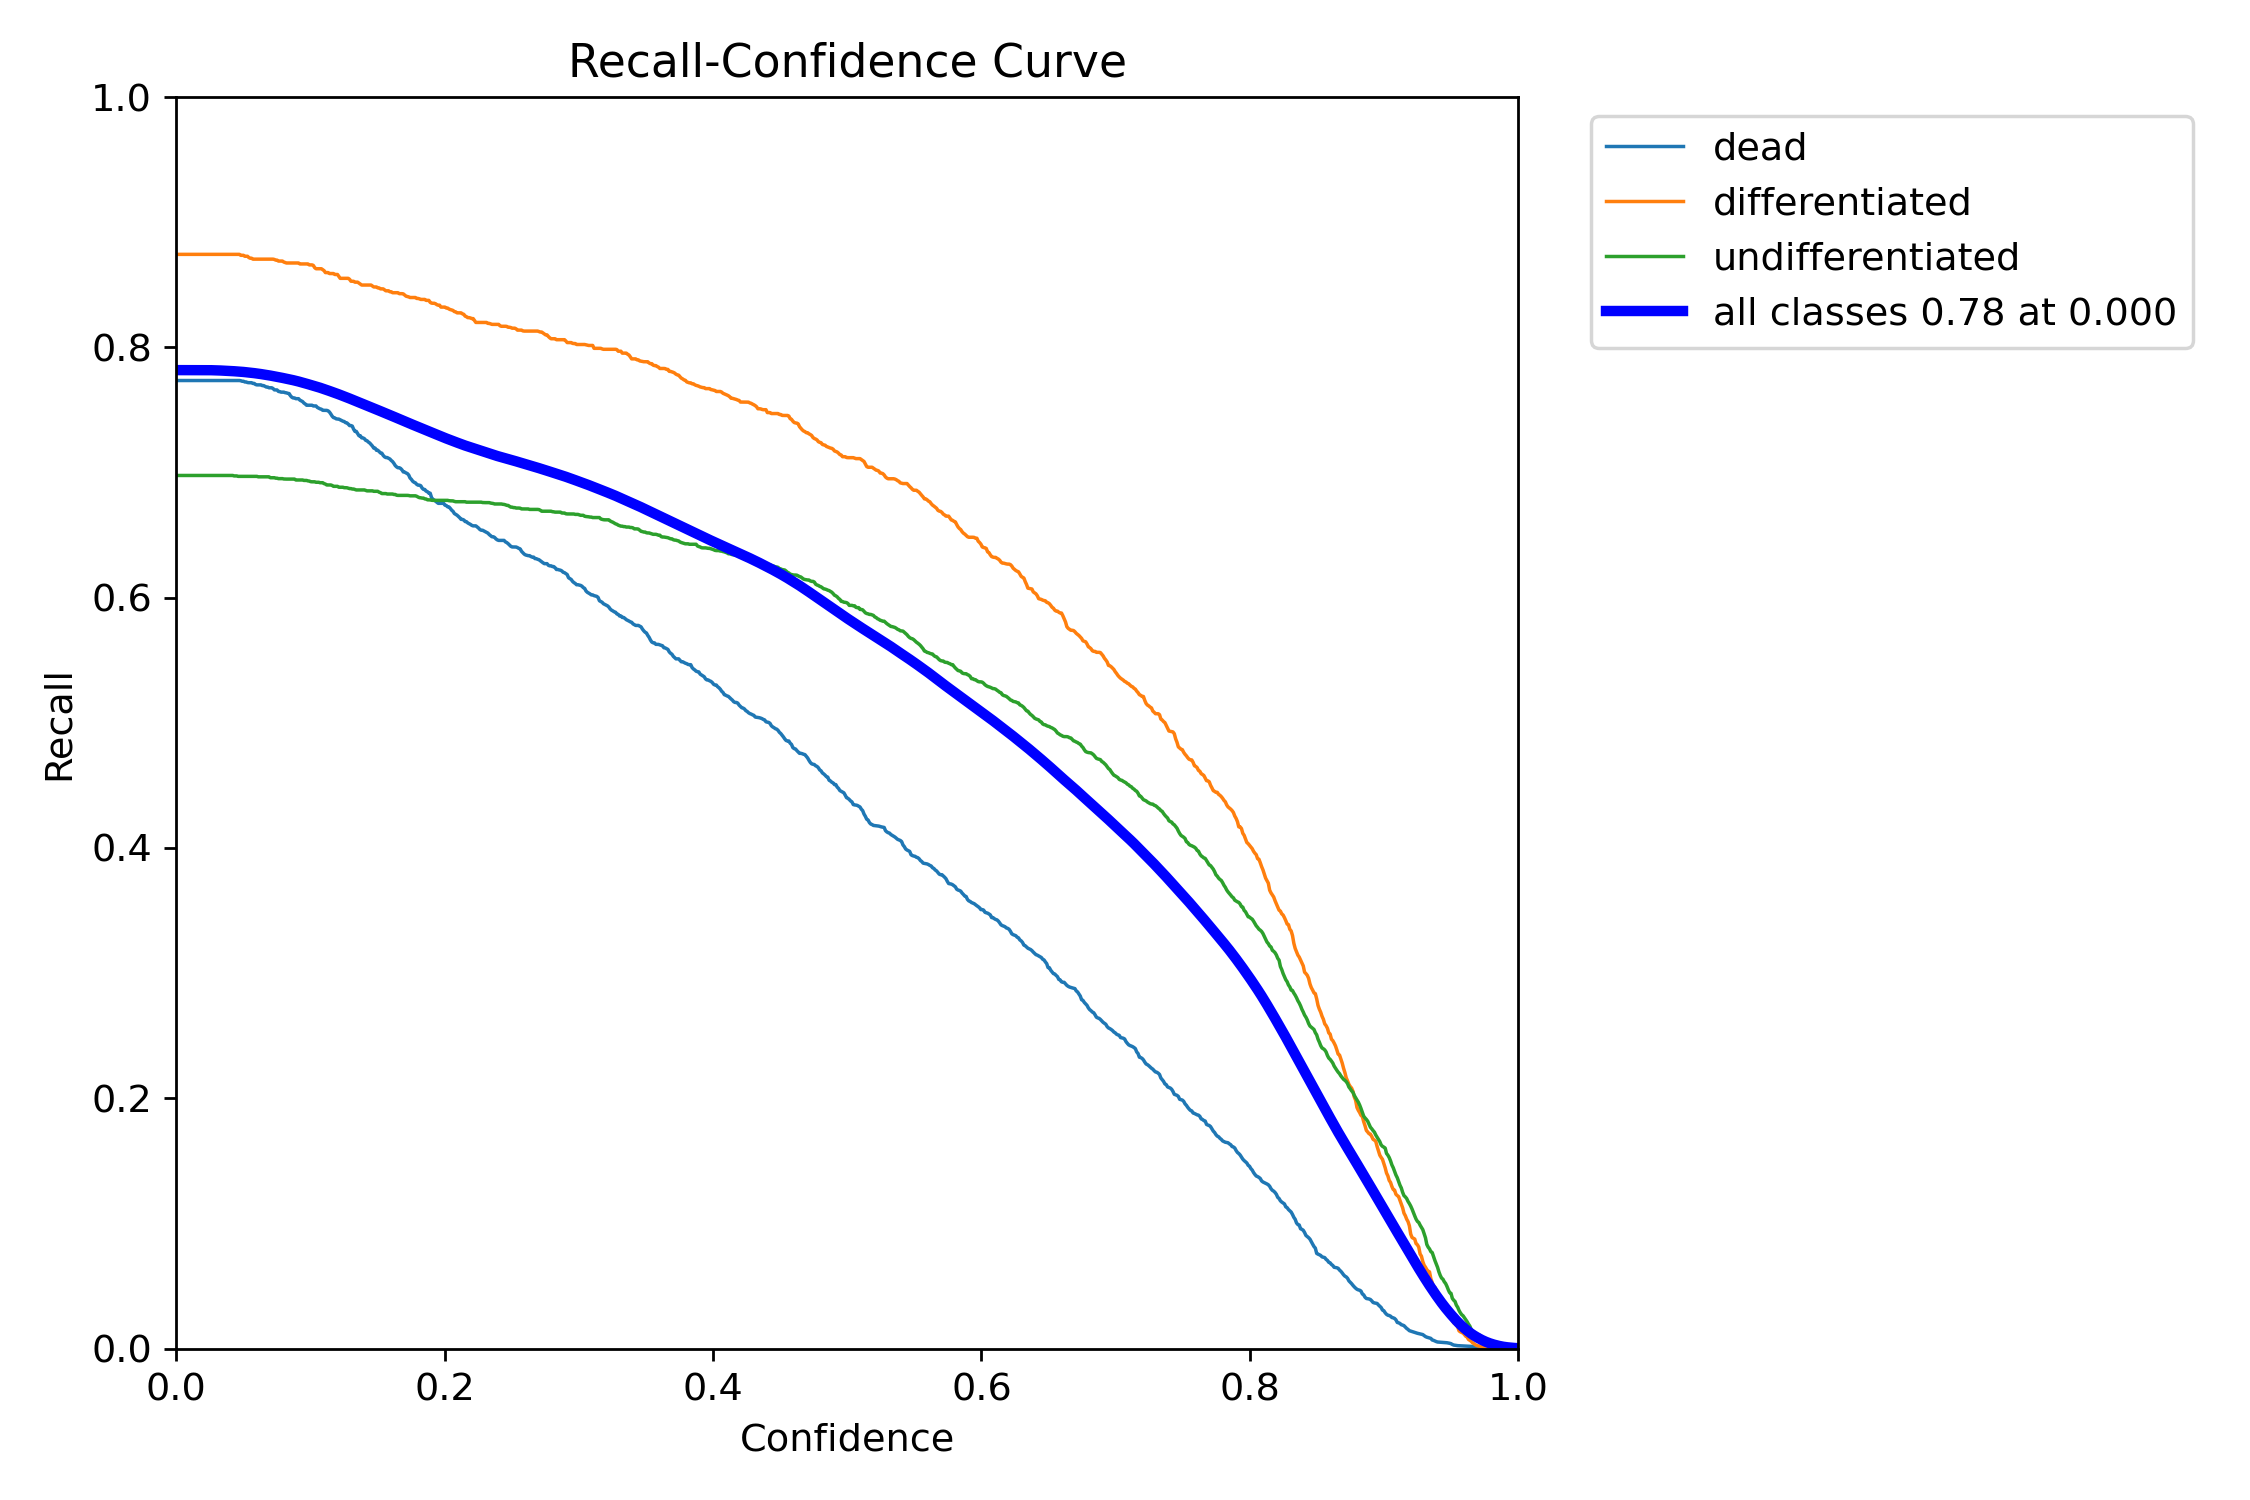 Recall-Confidence Curve
1.0
0.8
0.6
0.4
0.2
0.0
Recall
0.0 0.2 0.4 0.6 0.8 1.0
Confidence
dead
differentiated
undifferentiated
all classes 0.78 at 0.000